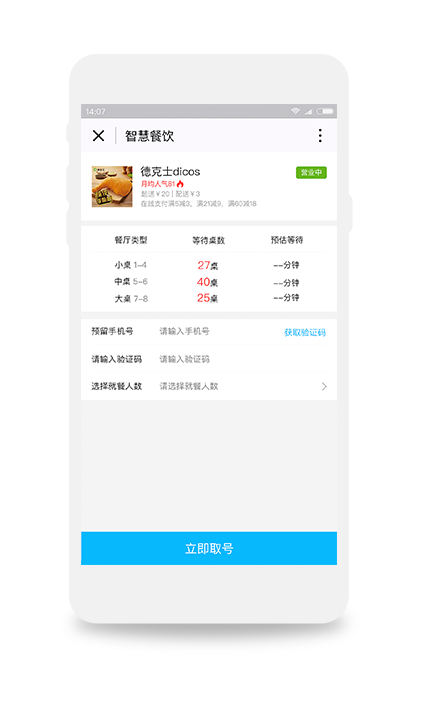 14:07
智慧餐饮
德克士dicos
营业中
月均人气81
起送￥20 | 配送￥3
在线支付满5减3、满21减9、满60减18
餐厅类型 等待桌数 预估等待
小桌 1-4 27桌 --分钟
中桌 5-6 40桌 --分钟
大桌 7-8 25桌 --分钟
预留手机号 请输入手机号 获取验证码
请输入验证码 请输入验证码
选择就餐人数 请选择就餐人数
立即取号